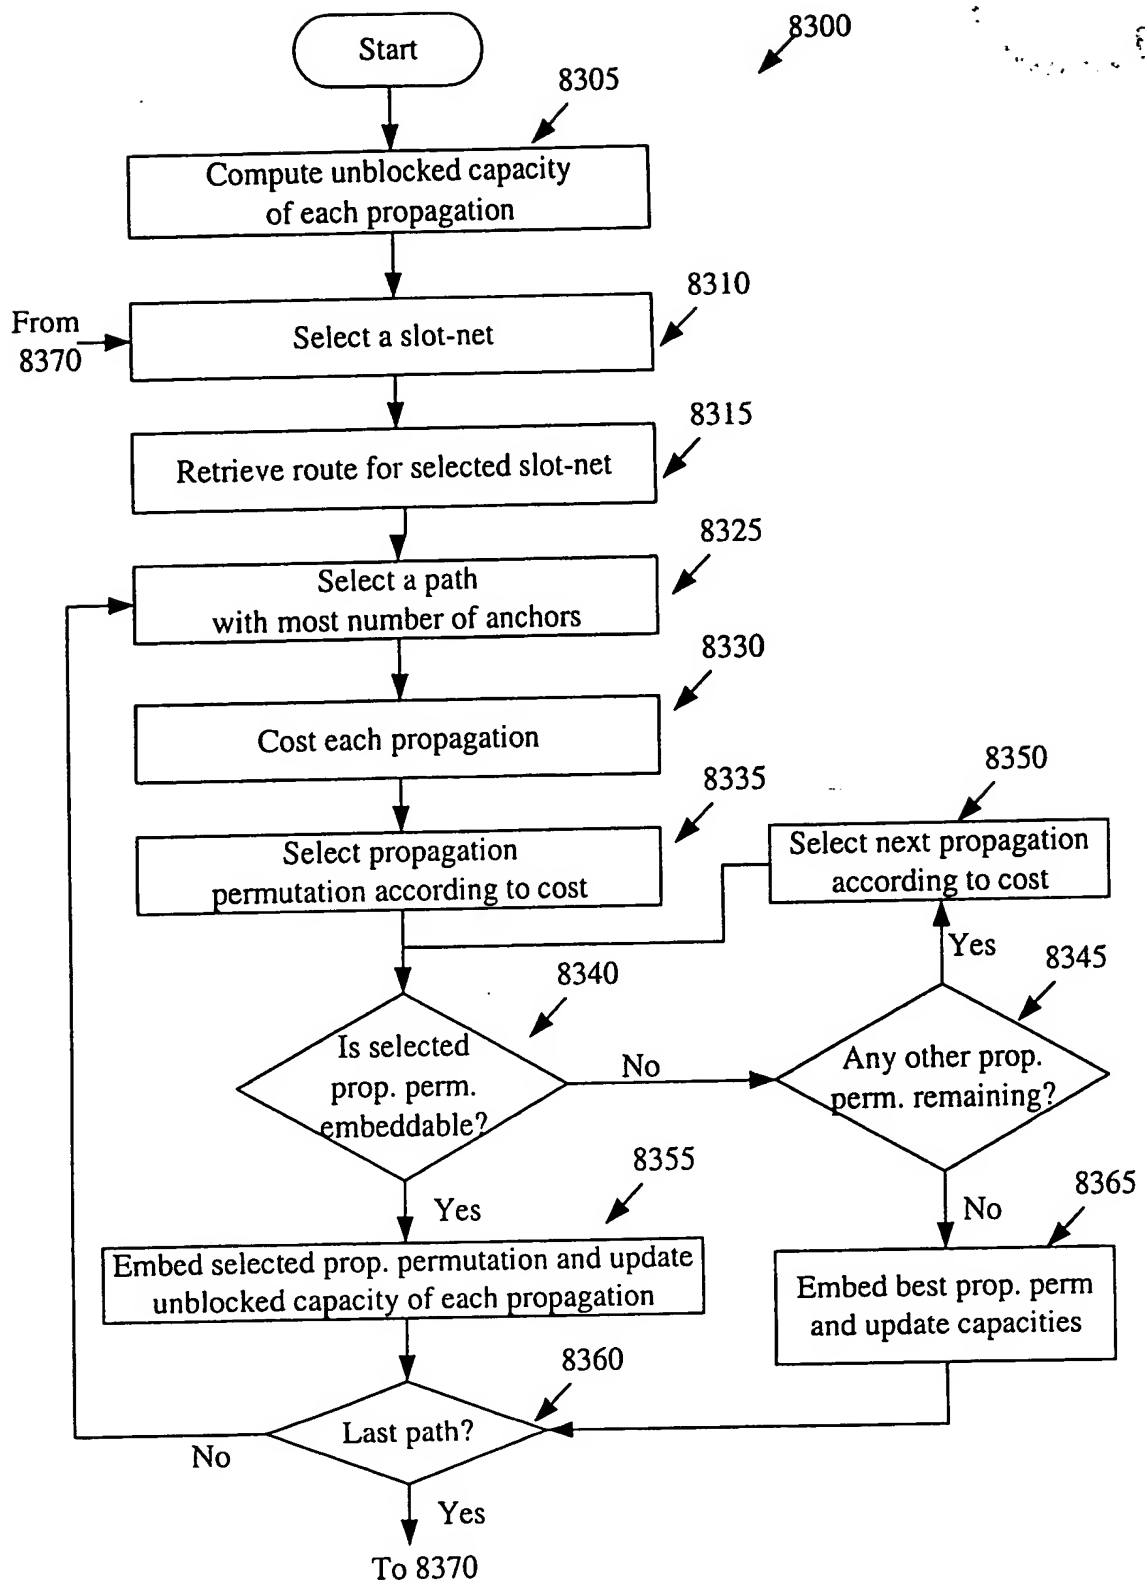 8300
Start
8305
Compute unblocked capacity
of each propagation
8310
From
8370
Select a slot-net
8315
Retrieve route for selected slot-net
8325
Select a path
with most number of anchors
8330
Cost each propagation
8335
Select propagation
permutation according to cost
8350
Select next propagation
according to cost
Yes
8340
Is selected
prop. perm.
embeddable?
No
8345
Any other prop.
perm. remaining?
8355
Yes
Embed selected prop. permutation and update
unblocked capacity of each propagation
No
8365
Embed best prop. perm
and update capacities
8360
Last path?
No
Yes
To 8370